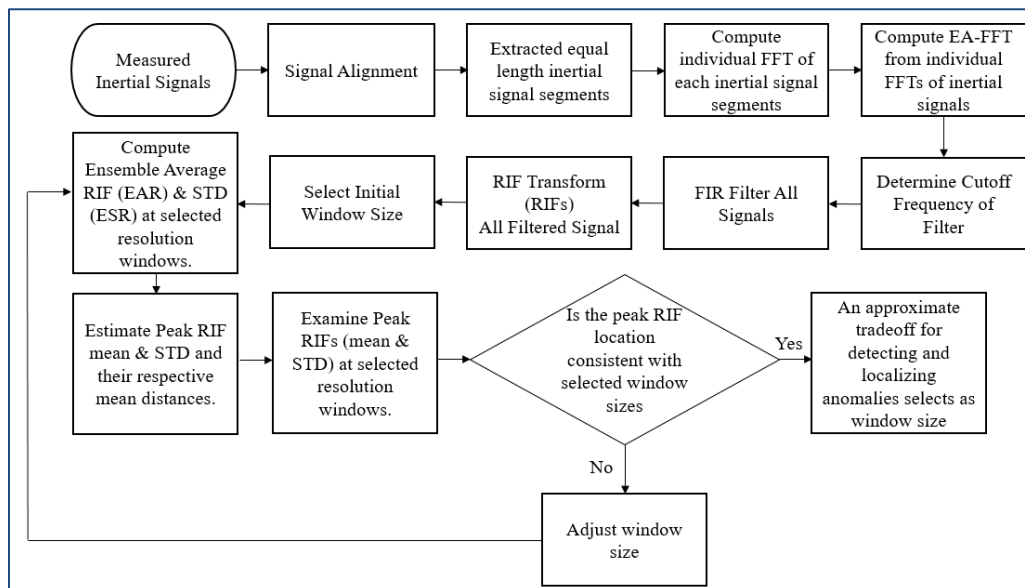 Measured
Inertial Signals
Signal Alignment
Extracted equal
length inertial
signal segments
Compute
individual FFT of
each inertial signal
segments
Compute EA-FFT
from individual
FFTs of inertial
signals
Determine Cutoff
Frequency of
Filter
FIR Filter All
Signals
RIF Transform
(RIFs)
All Filtered Signal
Select Initial
Window Size
Compute
Ensemble Average
RIF (EAR) & STD
(ESR) at selected
resolution
windows.
Estimate Peak RIF
mean & STD and
their respective
mean distances.
Examine Peak
RIFs (mean &
STD) at selected
resolution
windows.
Is the peak RIF
location
consistent with
selected window
sizes
Yes
An approximate
tradeoff for
detecting and
localizing
anomalies selects as
window size
No
Adjust window
size